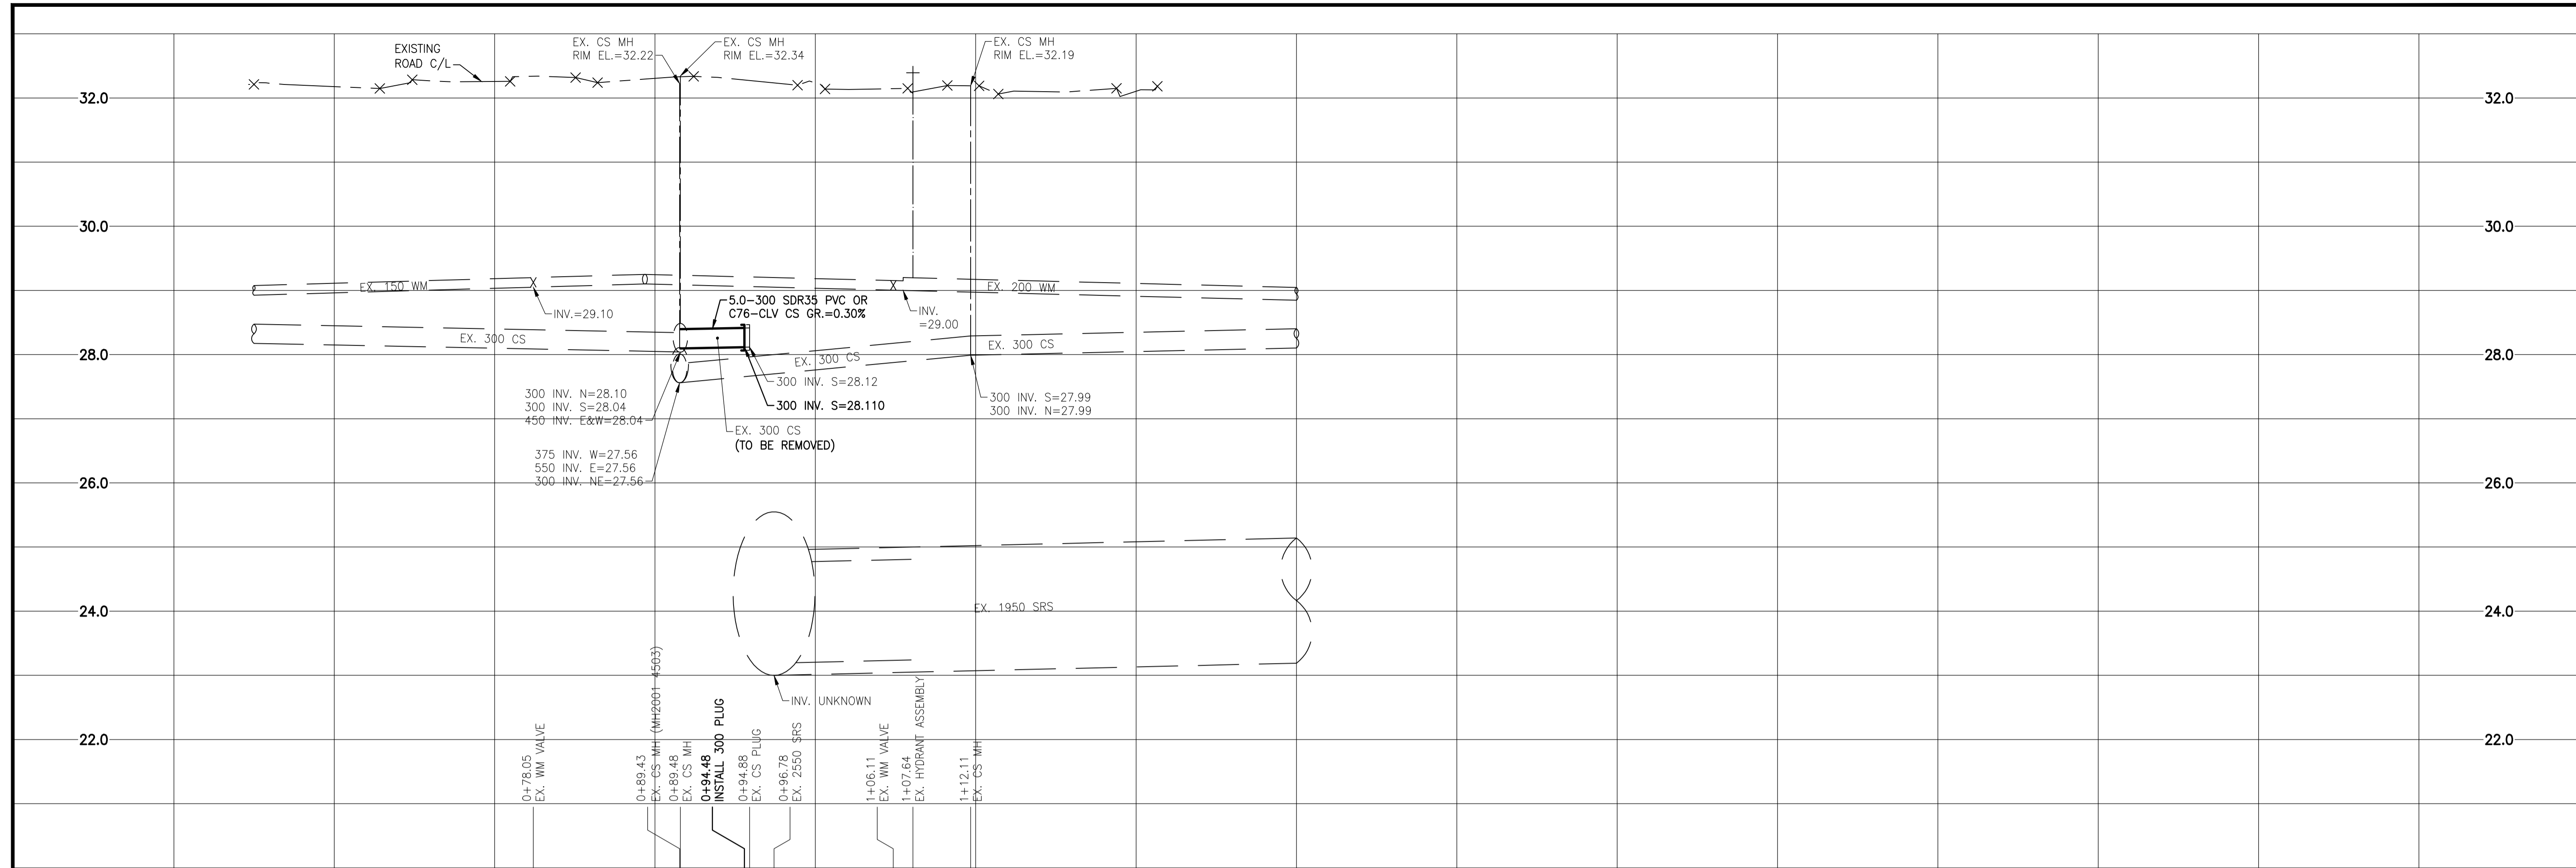 EXISTING
ROAD C/L
EX. CS MH
RIM EL.=32.22
EX. CS MH
RIM EL.=32.34
EX. CS MH
RIM EL.=32.19
32.0
32.0
30.0
30.0
EX. 150 WM
EX. 200 WM
INV.=29.10
5.0-300 SDR35 PVC OR
C76-CLV CS GR.=0.30%
INV.
=29.00
EX. 300 CS
EX. 300 CS
EX. 300 CS
28.0
28.0
300 INV. S=28.12
300 INV. N=28.10
300 INV. S=28.04
450 INV. E&W=28.04
300 INV. S=28.110
300 INV. S=27.99
300 INV. N=27.99
EX. 300 CS
(TO BE REMOVED)
375 INV. W=27.56
550 INV. E=27.56
300 INV. NE=27.56
26.0
26.0
24.0
24.0
EX. 1950 SRS
INV. UNKNOWN
22.0
22.0
0+78.05
EX. WM VALVE
0+89.43
EX. CS MH (MH2001 4503)
0+89.48
EX. CS MH
0+94.48
INSTALL 300 PLUG
0+94.88
EX. CS PLUG
0+96.78
EX. 2550 SRS
1+06.11
EX. WM VALVE
1+07.64
EX. HYDRANT ASSEMBLY
1+12.11
EX. CS MH